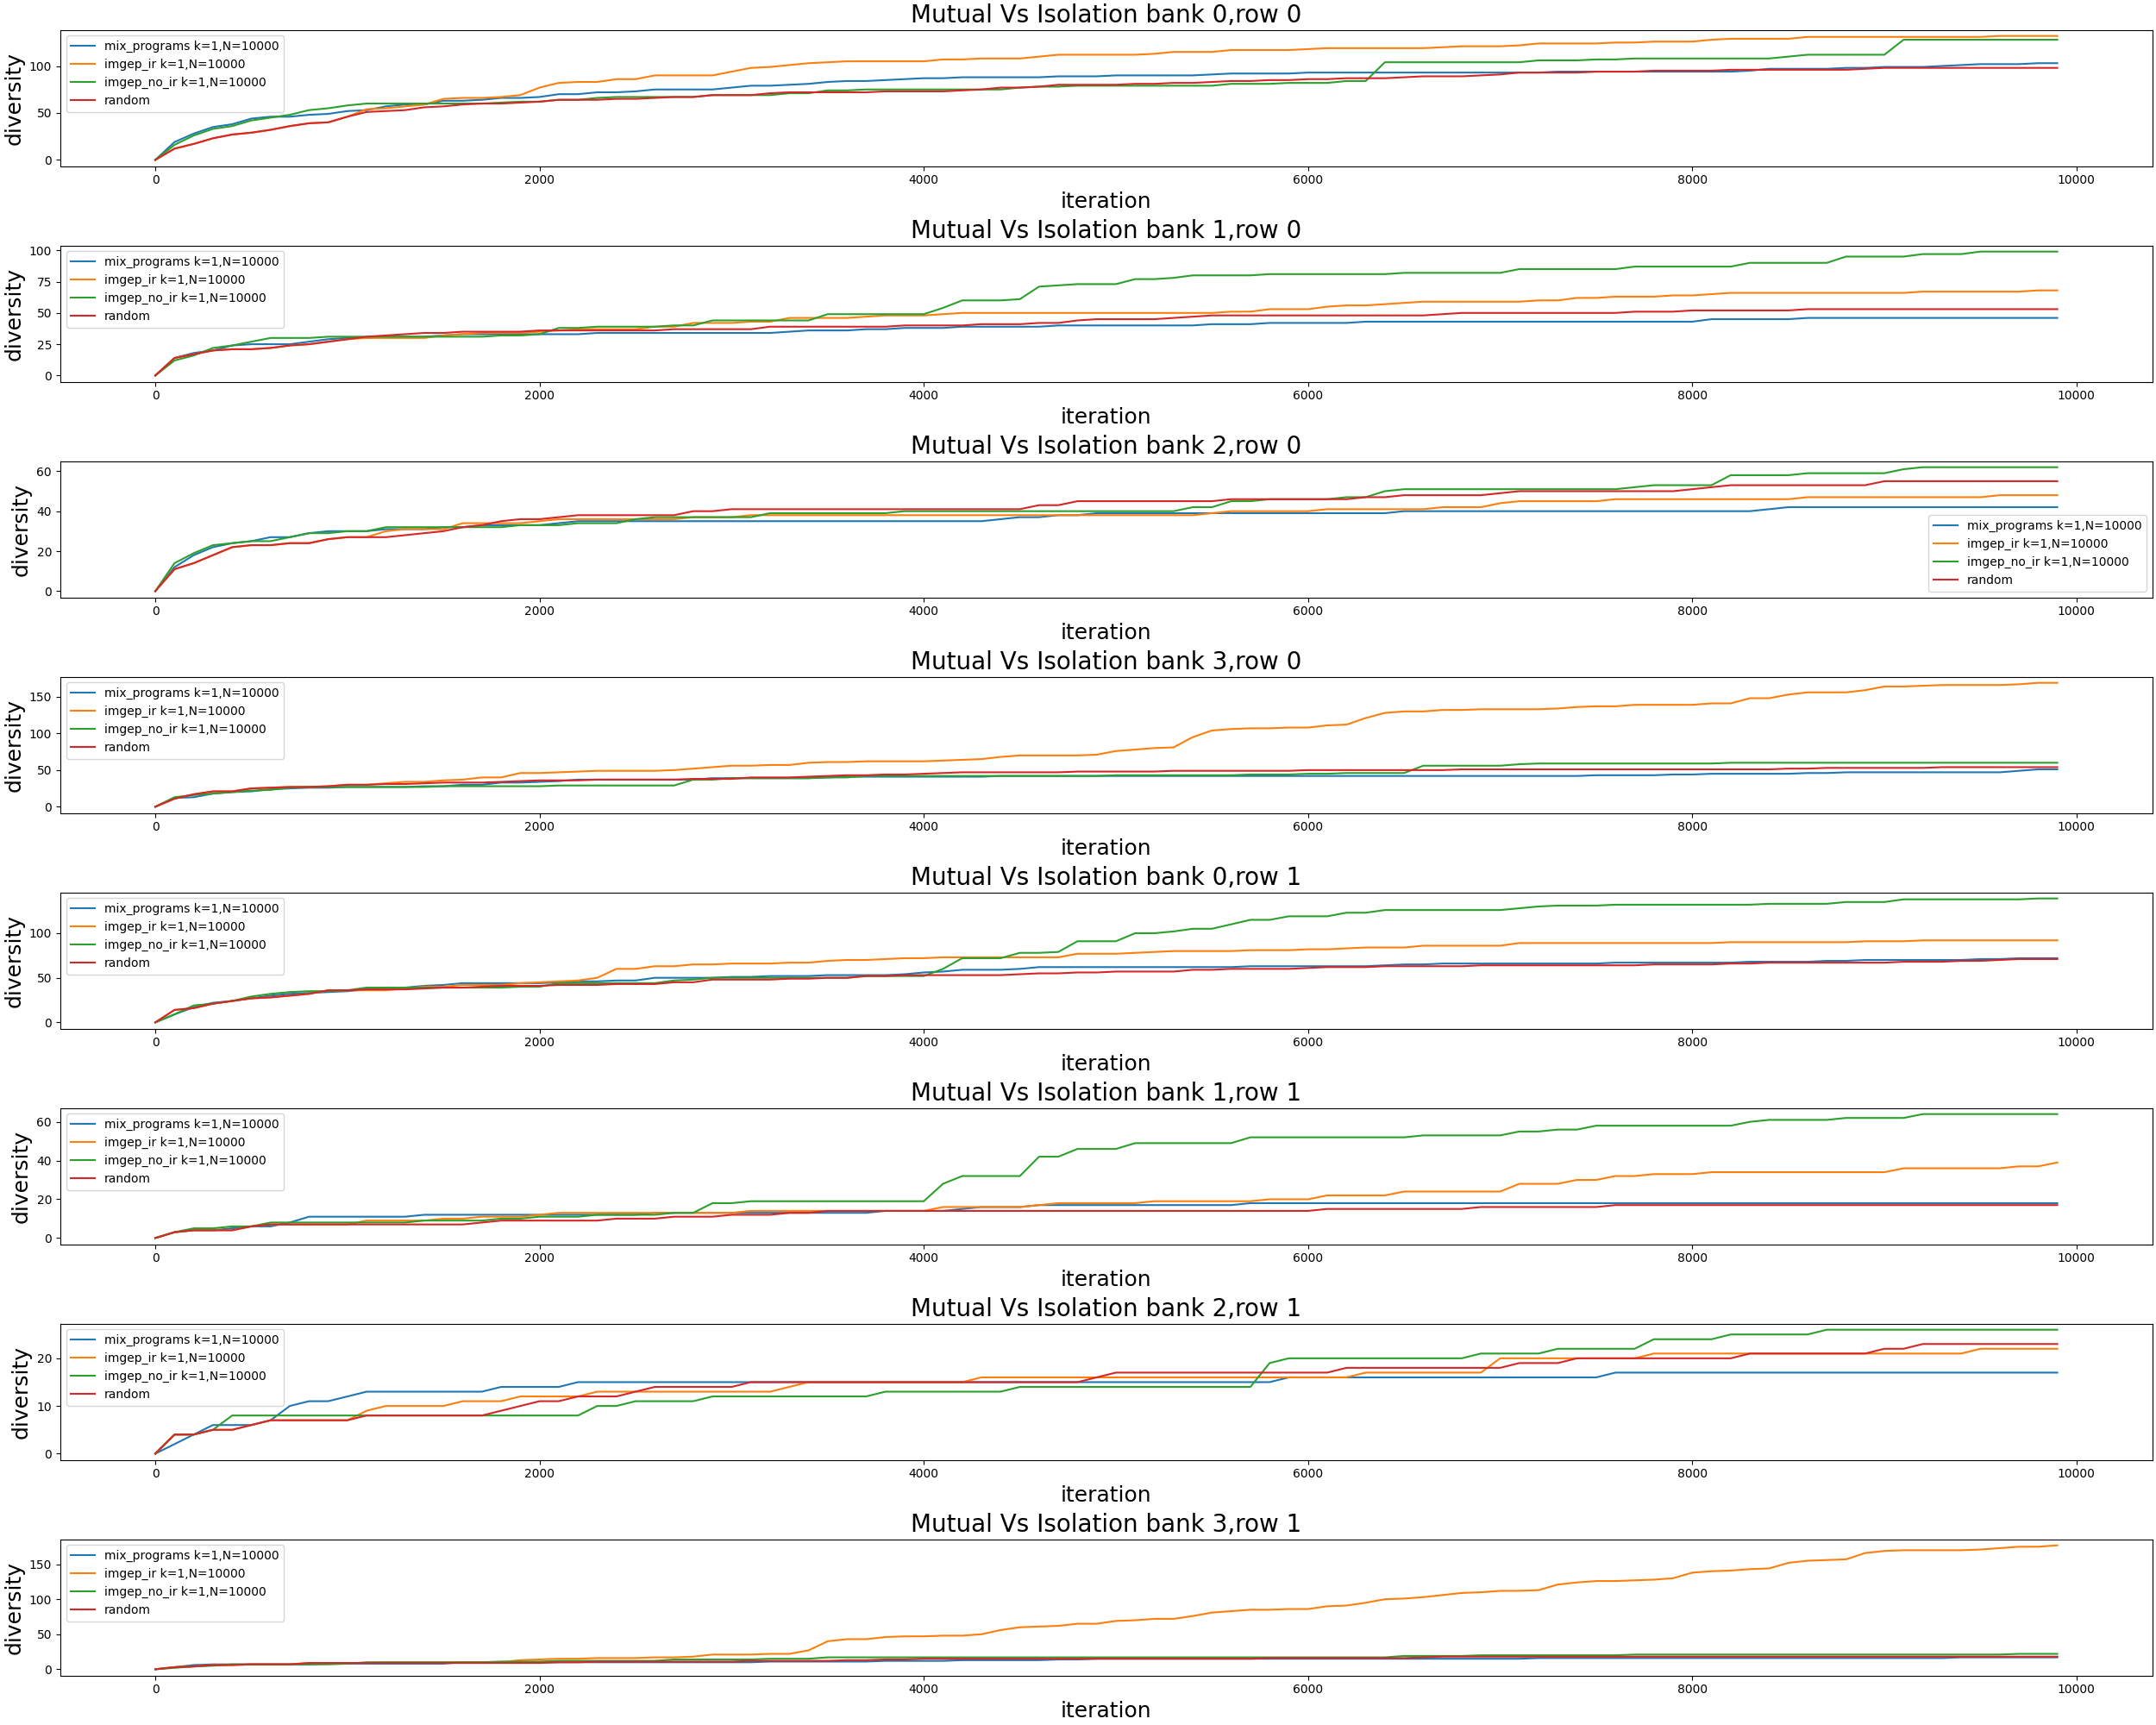 Mutual Vs Isolation bank 0,row 0
diversity
100
50
0
mix_programs k=1,N=10000
imgep_ir k=1,N=10000
imgep_no_ir k=1,N=10000
random
0 2000 4000 6000 8000 10000
iteration
Mutual Vs Isolation bank 1,row 0
diversity
100
75
50
25
0
mix_programs k=1,N=10000
imgep_ir k=1,N=10000
imgep_no_ir k=1,N=10000
random
0 2000 4000 6000 8000 10000
iteration
Mutual Vs Isolation bank 2,row 0
diversity
60
40
20
0
mix_programs k=1,N=10000
imgep_ir k=1,N=10000
imgep_no_ir k=1,N=10000
random
0 2000 4000 6000 8000 10000
iteration
Mutual Vs Isolation bank 3,row 0
diversity
150
100
50
0
mix_programs k=1,N=10000
imgep_ir k=1,N=10000
imgep_no_ir k=1,N=10000
random
0 2000 4000 6000 8000 10000
iteration
Mutual Vs Isolation bank 0,row 1
diversity
100
50
0
mix_programs k=1,N=10000
imgep_ir k=1,N=10000
imgep_no_ir k=1,N=10000
random
0 2000 4000 6000 8000 10000
iteration
Mutual Vs Isolation bank 1,row 1
diversity
60
40
20
0
mix_programs k=1,N=10000
imgep_ir k=1,N=10000
imgep_no_ir k=1,N=10000
random
0 2000 4000 6000 8000 10000
iteration
Mutual Vs Isolation bank 2,row 1
diversity
20
10
0
mix_programs k=1,N=10000
imgep_ir k=1,N=10000
imgep_no_ir k=1,N=10000
random
0 2000 4000 6000 8000 10000
iteration
Mutual Vs Isolation bank 3,row 1
diversity
150
100
50
0
mix_programs k=1,N=10000
imgep_ir k=1,N=10000
imgep_no_ir k=1,N=10000
random
0 2000 4000 6000 8000 10000
iteration